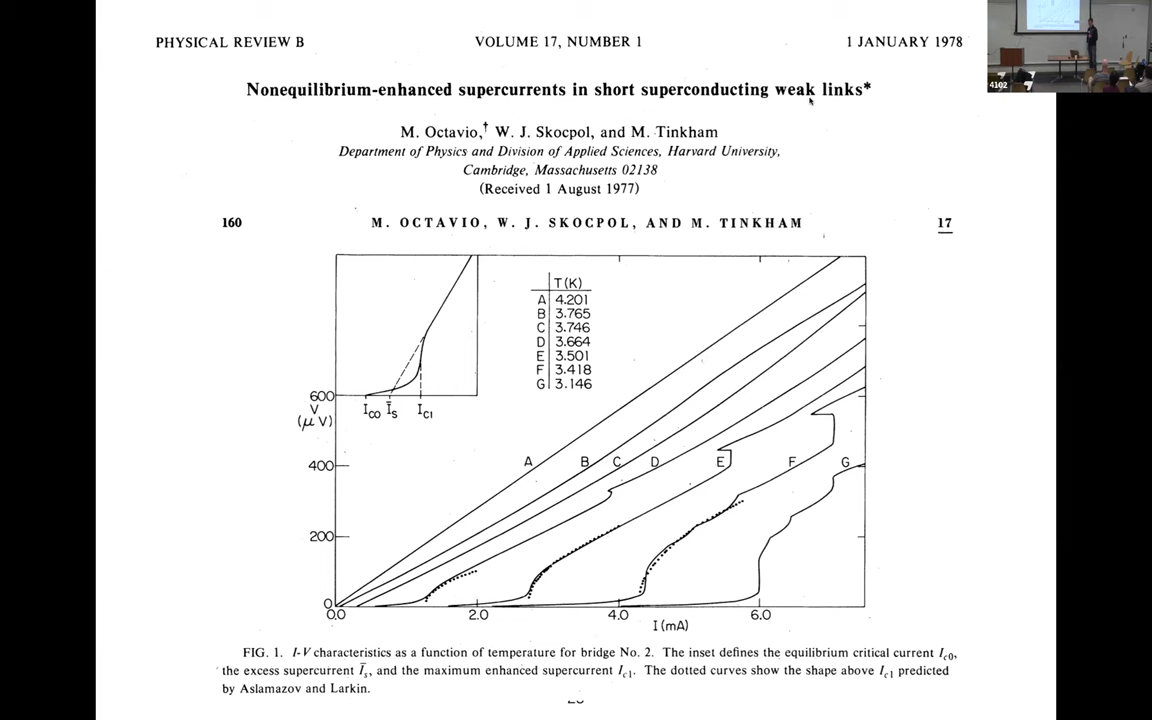 PHYSICAL REVIEW B VOLUME 17, NUMBER 1 1 JANUARY 1978
4102
Nonequilibrium-enhanced supercurrents in short superconducting weak links*
M. Octavio,† W. J. Skocpol, and M. Tinkham
Department of Physics and Division of Applied Sciences, Harvard University,
Cambridge, Massachusetts 02138
(Received 1 August 1977)
160 M. OCTAVIO, W. J. SKOCPOL, AND M. TINKHAM 17
T(K)
A 4.201
B 3.765
C 3.746
D 3.664
E 3.501
F 3.418
G 3.146
600
V
(μV)
I_co I̅_s I_c1
400
A B C D E F G
200
0
0.0 2.0 4.0 6.0
I (mA)
FIG. 1. I-V characteristics as a function of temperature for bridge No. 2. The inset defines the equilibrium critical current I_c0,
the excess supercurrent I̅_s, and the maximum enhanced supercurrent I_c1. The dotted curves show the shape above I_c1 predicted
by Aslamazov and Larkin.